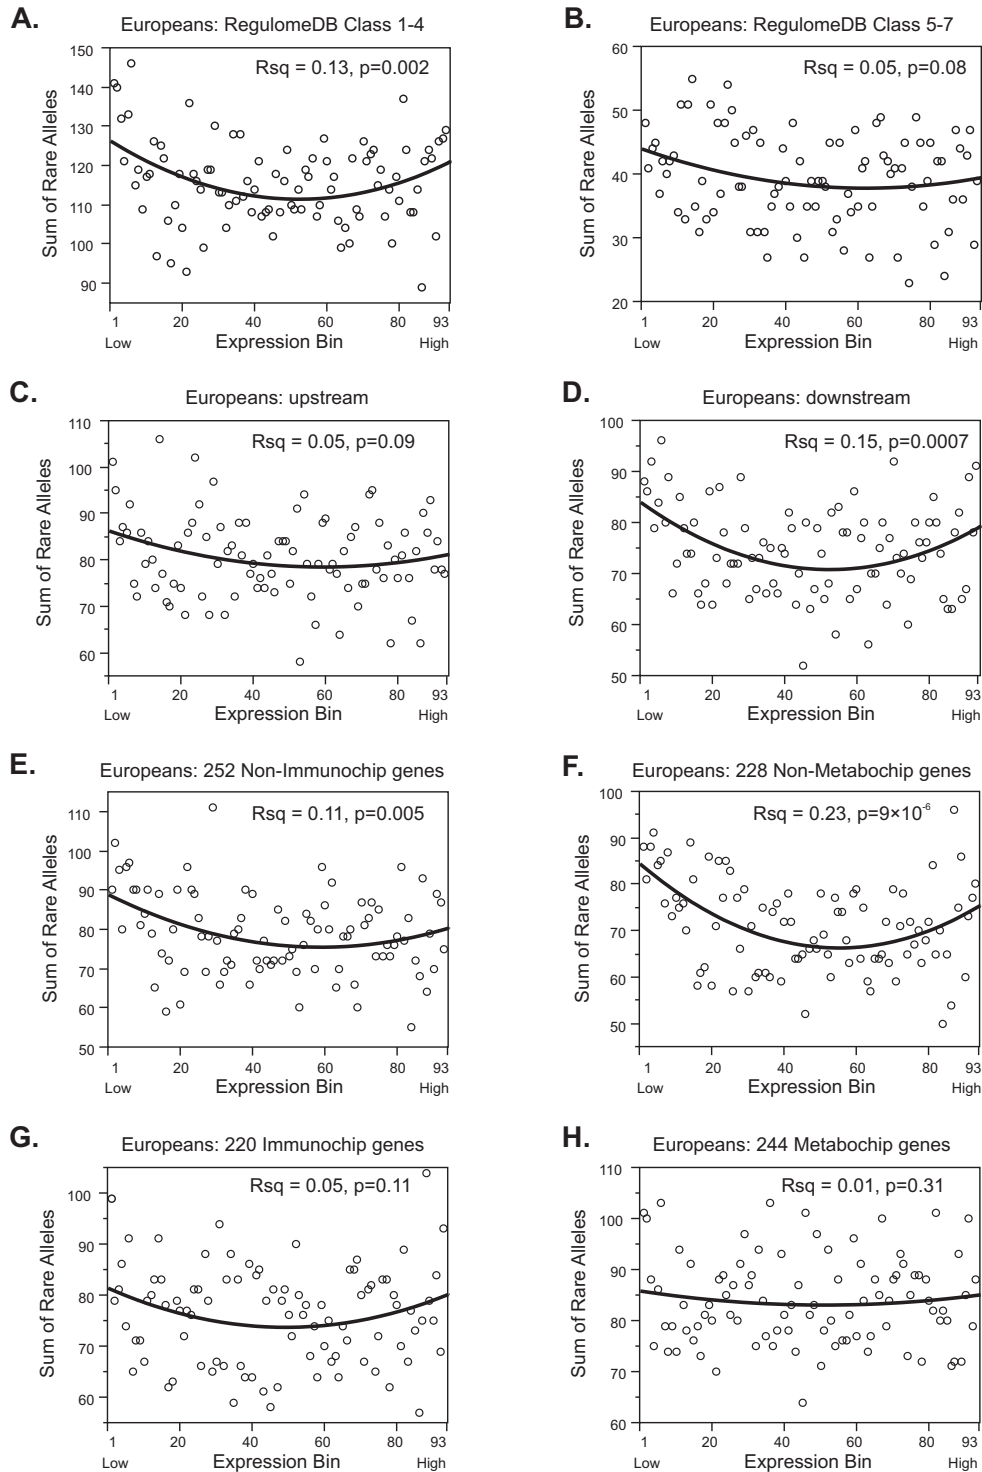 A.
Europeans: RegulomeDB Class 1-4
Rsq = 0.13, p=0.002
Sum of Rare Alleles
150
140
130
120
110
100
90
1 20 40 60 80 93
Low Expression Bin High
B.
Europeans: RegulomeDB Class 5-7
Rsq = 0.05, p=0.08
Sum of Rare Alleles
60
50
40
30
20
1 20 40 60 80 93
Low Expression Bin High
C.
Europeans: upstream
Rsq = 0.05, p=0.09
Sum of Rare Alleles
110
100
90
80
70
60
1 20 40 60 80 93
Low Expression Bin High
D.
Europeans: downstream
Rsq = 0.15, p=0.0007
Sum of Rare Alleles
100
90
80
70
60
50
1 20 40 60 80 93
Low Expression Bin High
E.
Europeans: 252 Non-Immunochip genes
Rsq = 0.11, p=0.005
Sum of Rare Alleles
110
100
90
80
70
60
50
1 20 40 60 80 93
Low Expression Bin High
F.
Europeans: 228 Non-Metabochip genes
Rsq = 0.23, p=9×10⁻⁶
Sum of Rare Alleles
100
90
80
70
60
50
1 20 40 60 80 93
Low Expression Bin High
G.
Europeans: 220 Immunochip genes
Rsq = 0.05, p=0.11
Sum of Rare Alleles
100
90
80
70
60
1 20 40 60 80 93
Low Expression Bin High
H.
Europeans: 244 Metabochip genes
Rsq = 0.01, p=0.31
Sum of Rare Alleles
110
100
90
80
70
60
1 20 40 60 80 93
Low Expression Bin High